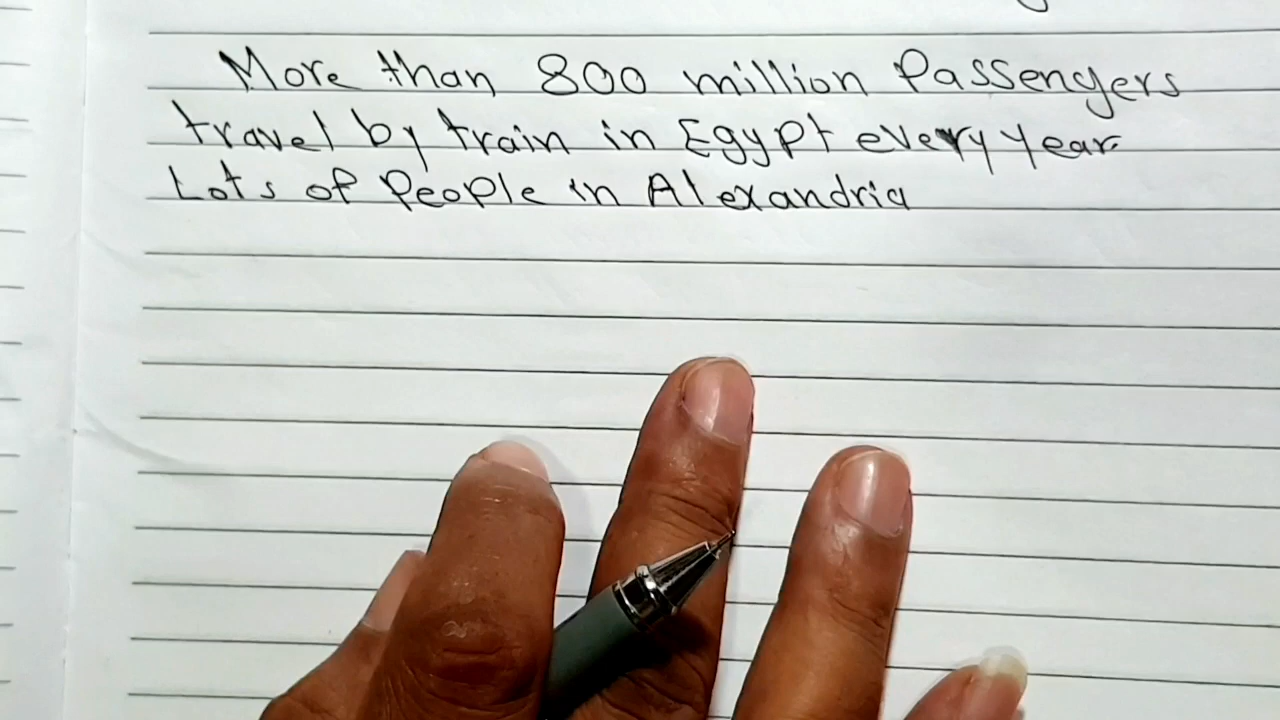 More than 800 million Passengers
travel by train in Egypt every year.
Lots of People in Alexandria